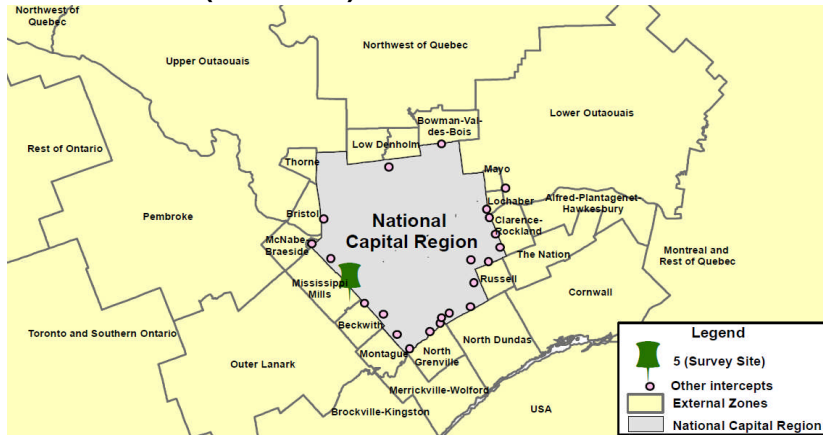 Northwest of
Quebec
Northwest of Quebec
Upper Outaouais
Bowman-Val-
des-Bois
Lower Outaouais
Low Denholm
Rest of Ontario
Thorne
Mayo
Lochaber
Alfred-Plantagenet-
Hawkesbury
Pembroke
Bristol
National
Capital Region
Clarence-
Rockland
McNabe-
Braeside
The Nation
Montreal and
Rest of Quebec
Mississippi
Mills
Russell
Cornwall
Toronto and Southern Ontario
Beckwith
North Dundas
Outer Lanark
Montague
North
Grenville
Merrickville-Wolford
Brockville-Kingston
USA
Legend
5 (Survey Site)
Other intercepts
External Zones
National Capital Region